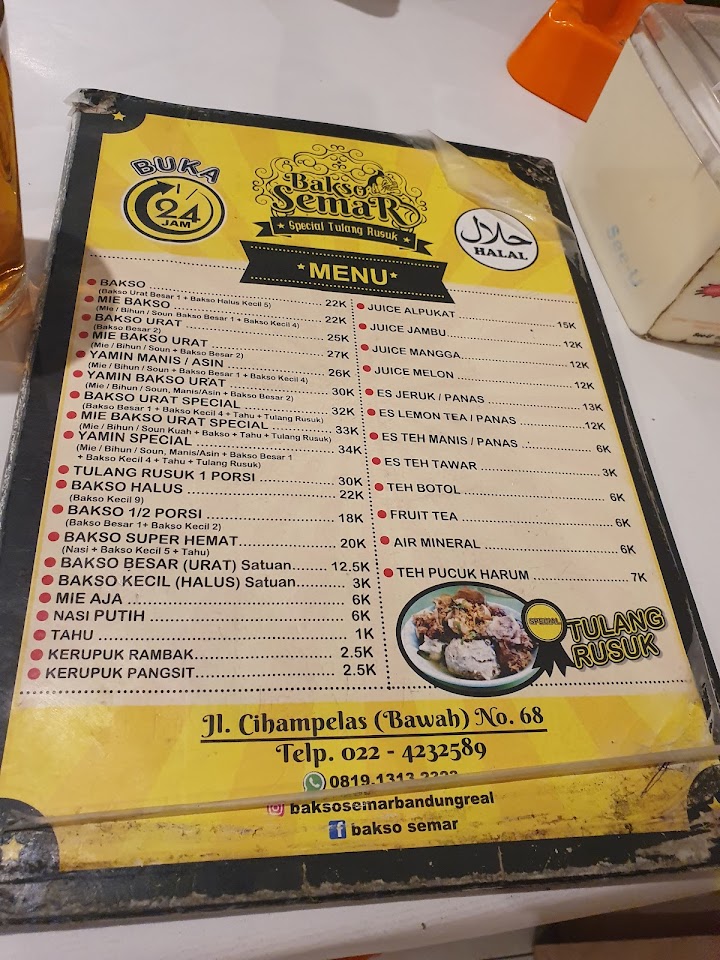 BUKA
24
JAM
Bakso
Semar
Special Tulang Rusuk
حلال
HALAL
MENU
BAKSO 22K
(Bakso Urat Besar 1 + Bakso Halus Kecil 5)
MIE BAKSO 22K
(Mie / Bihun / Soun Bakso Besar 1 + Bakso Kecil 4)
BAKSO URAT 25K
(Bakso Besar 2)
MIE BAKSO URAT 27K
(Mie / Bihun / Soun + Bakso Besar 2)
YAMIN MANIS / ASIN 26K
(Mie / Bihun / Soun + Bakso Besar 1 + Bakso Kecil 4)
YAMIN BAKSO URAT 30K
(Mie / Bihun / Soun, Manis/Asin + Bakso Besar 2)
BAKSO URAT SPECIAL 32K
(Bakso Besar 1 + Bakso Kecil 4 + Tahu + Tulang Rusuk)
MIE BAKSO URAT SPECIAL 33K
(Mie / Bihun / Soun Kuah + Bakso + Tahu + Tulang Rusuk)
YAMIN SPECIAL 34K
(Mie / Bihun / Soun, Manis/Asin + Bakso Besar 1
+ Bakso Kecil 4 + Tahu + Tulang Rusuk)
TULANG RUSUK 1 PORSI 30K
BAKSO HALUS 22K
(Bakso Kecil 9)
BAKSO 1/2 PORSI 18K
(Bakso Besar 1+ Bakso Kecil 2)
BAKSO SUPER HEMAT 20K
(Nasi + Bakso Kecil 5 + Tahu)
BAKSO BESAR (URAT) Satuan 12.5K
BAKSO KECIL (HALUS) Satuan 3K
MIE AJA 6K
NASI PUTIH 6K
TAHU 1K
KERUPUK RAMBAK 2.5K
KERUPUK PANGSIT 2.5K
JUICE ALPUKAT 15K
JUICE JAMBU 12K
JUICE MANGGA 12K
JUICE MELON 12K
ES JERUK / PANAS 13K
ES LEMON TEA / PANAS 12K
ES TEH MANIS / PANAS 6K
ES TEH TAWAR 3K
TEH BOTOL 6K
FRUIT TEA 6K
AIR MINERAL 6K
TEH PUCUK HARUM 7K
SPECIAL
TULANG
RUSUK
Jl. Cihampelas (Bawah) No. 68
Telp. 022 - 4232589
0819-1313
baksosemarbandungreal
bakso semar
See-U